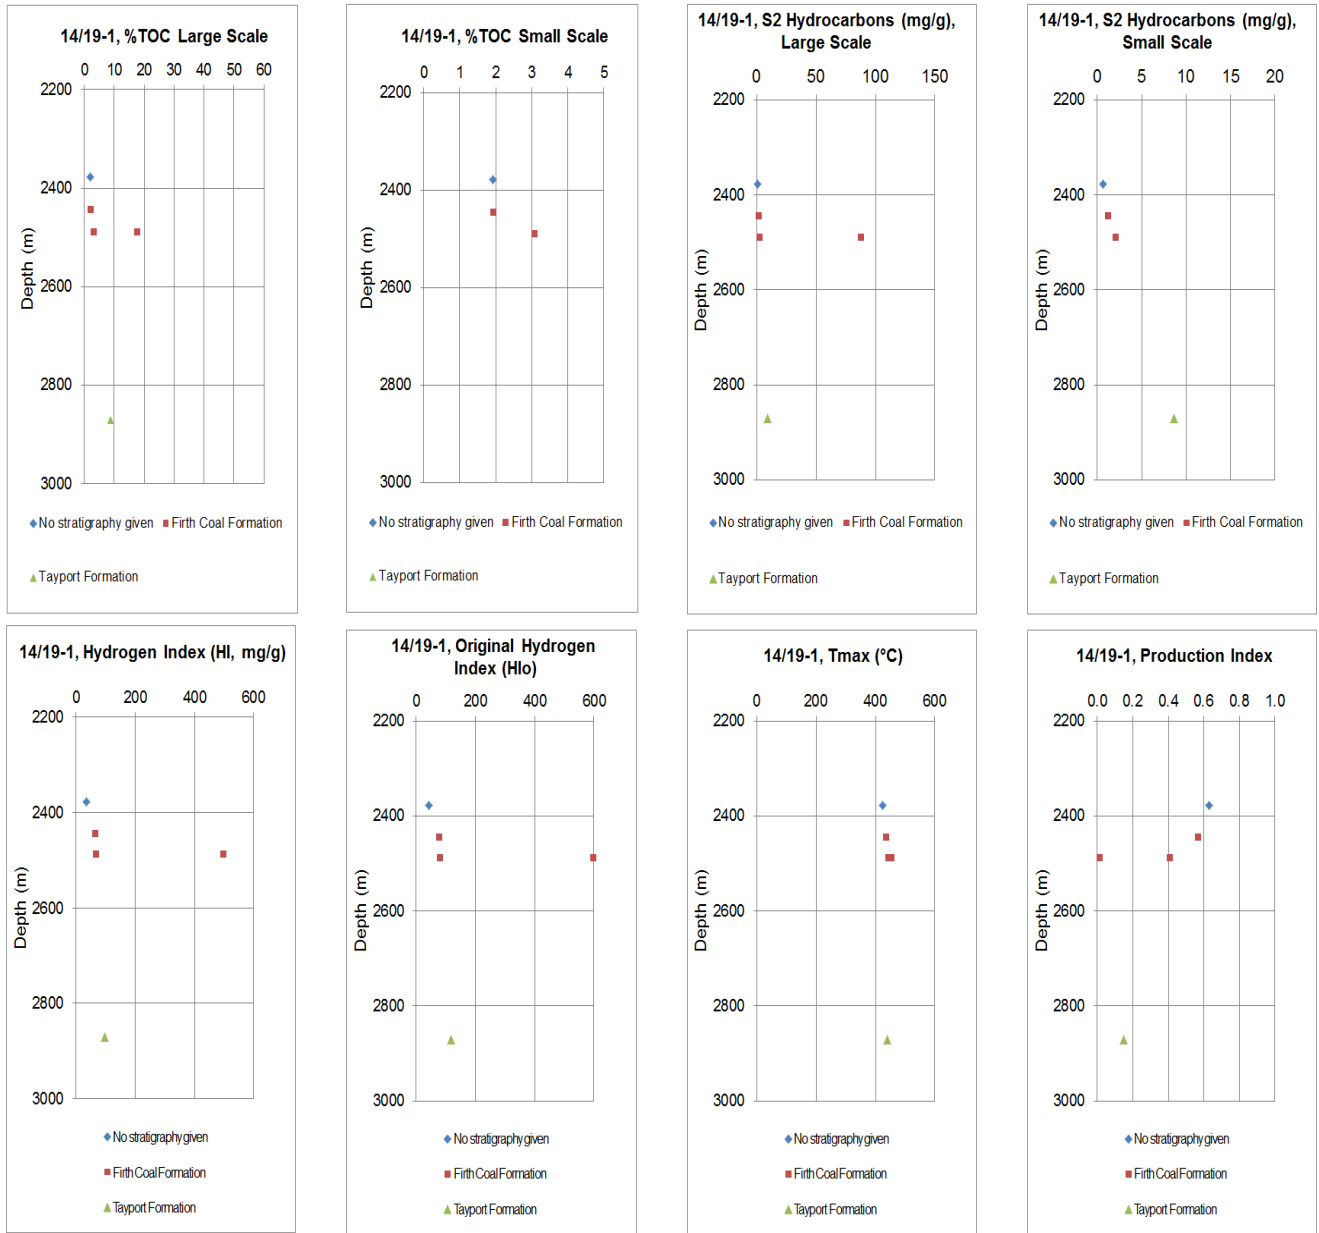 14/19-1, %TOC Large Scale
0 10 20 30 40 50 60
2200
2400
2600
2800
3000
Depth (m)
No stratigraphy given Firth Coal Formation
Tayport Formation
14/19-1, %TOC Small Scale
0 1 2 3 4 5
2200
2400
2600
2800
3000
Depth (m)
No stratigraphy given Firth Coal Formation
Tayport Formation
14/19-1, S2 Hydrocarbons (mg/g),
Large Scale
0 50 100 150
2200
2400
2600
2800
3000
Depth (m)
No stratigraphy given Firth Coal Formation
Tayport Formation
14/19-1, S2 Hydrocarbons (mg/g),
Small Scale
0 5 10 15 20
2200
2400
2600
2800
3000
Depth (m)
No stratigraphy given Firth Coal Formation
Tayport Formation
14/19-1, Hydrogen Index (HI, mg/g)
0 200 400 600
2200
2400
2600
2800
3000
Depth (m)
No stratigraphy given
Firth Coal Formation
Tayport Formation
14/19-1, Original Hydrogen
Index (HIo)
0 200 400 600
2200
2400
2600
2800
3000
Depth (m)
No stratigraphy given
Firth Coal Formation
Tayport Formation
14/19-1, Tmax (°C)
0 200 400 600
2200
2400
2600
2800
3000
Depth (m)
No stratigraphy given
Firth Coal Formation
Tayport Formation
14/19-1, Production Index
0.0 0.2 0.4 0.6 0.8 1.0
2200
2400
2600
2800
3000
Depth (m)
No stratigraphy given
Firth Coal Formation
Tayport Formation